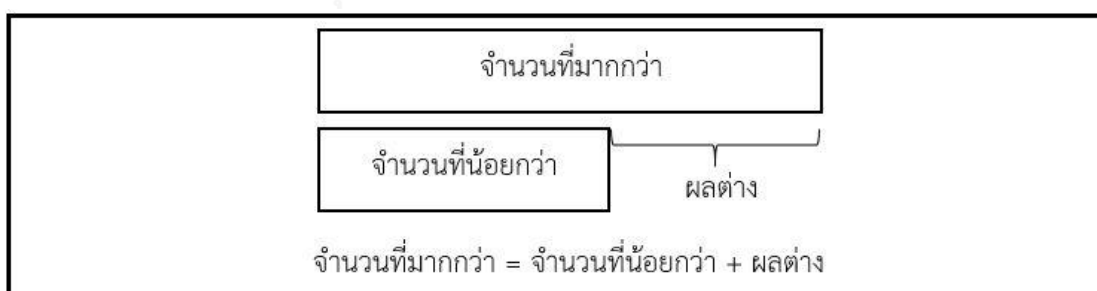 จำนวนที่มากกว่า
จำนวนที่น้อยกว่า
ผลต่าง
จำนวนที่มากกว่า = จำนวนที่น้อยกว่า + ผลต่าง